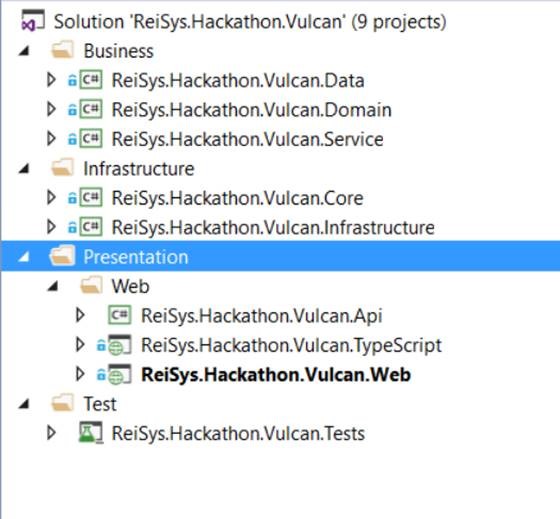 Solution 'ReiSys.Hackathon.Vulcan' (9 projects)
Business
C# ReiSys.Hackathon.Vulcan.Data
C# ReiSys.Hackathon.Vulcan.Domain
C# ReiSys.Hackathon.Vulcan.Service
Infrastructure
C# ReiSys.Hackathon.Vulcan.Core
C# ReiSys.Hackathon.Vulcan.Infrastructure
Presentation
Web
C# ReiSys.Hackathon.Vulcan.Api
ReiSys.Hackathon.Vulcan.TypeScript
ReiSys.Hackathon.Vulcan.Web
Test
ReiSys.Hackathon.Vulcan.Tests